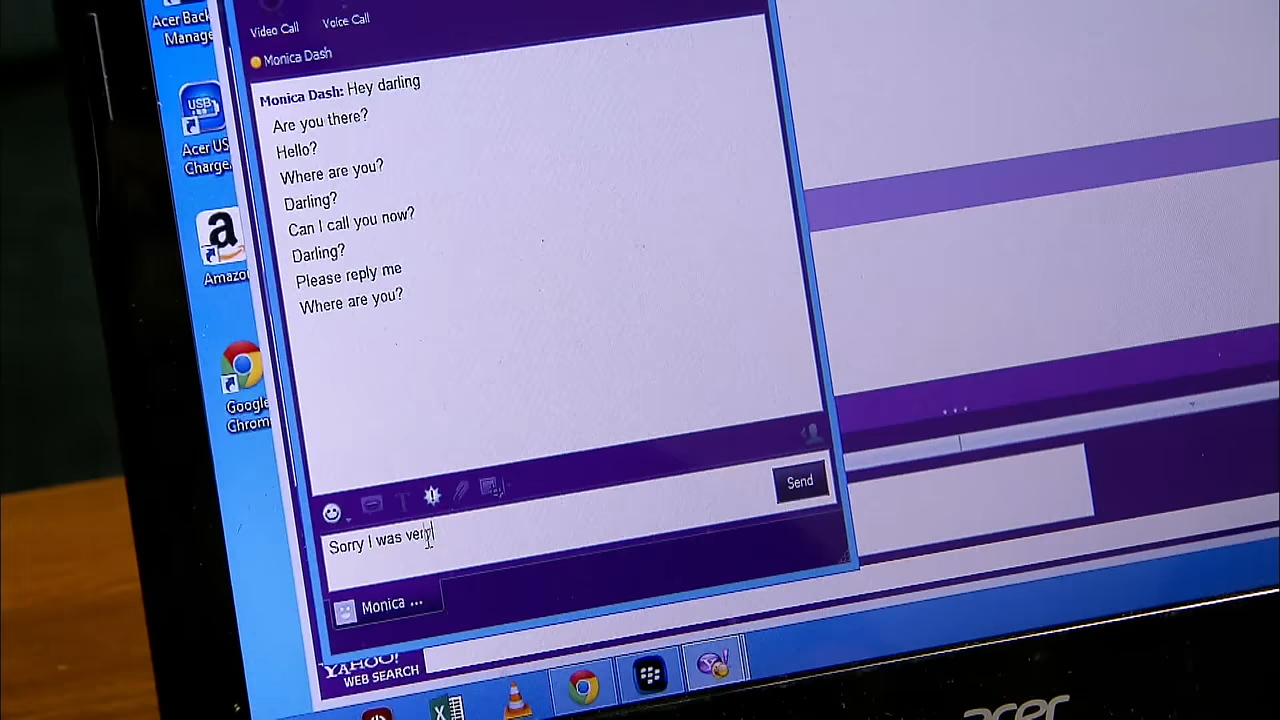 Acer Back
Manage
Video Call
Voice Call
Monica Dash
Monica Dash: Hey darling
Are you there?
Hello?
Where are you?
Darling?
Can I call you now?
Darling?
Please reply me
Where are you?
USB
Acer US
Charge.
a
Amazo
Google
Chrom
Send
Sorry I was very
Monica ...
YAHOO!
WEB SEARCH
acer